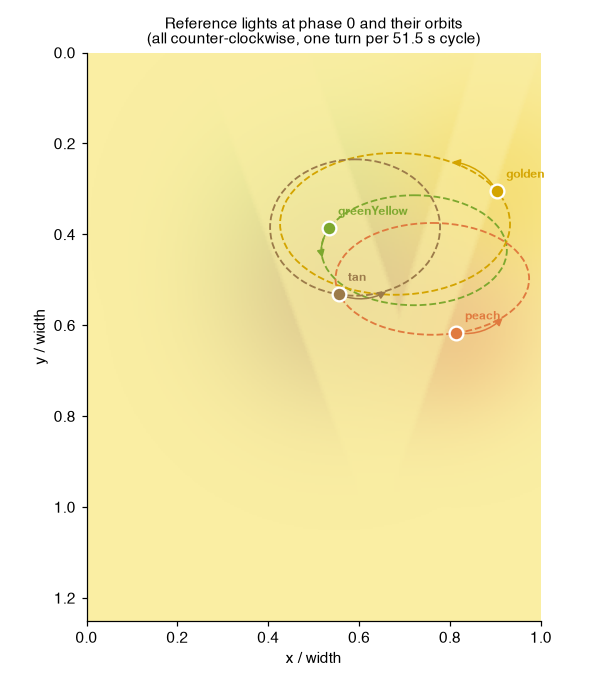 Reference lights at phase 0 and their orbits
(all counter-clockwise, one turn per 51.5 s cycle)
0.0
0.2
golden
greenYellow
0.4
tan
peach
0.6
y / width
0.8
1.0
1.2
0.0 0.2 0.4 0.6 0.8 1.0
x / width